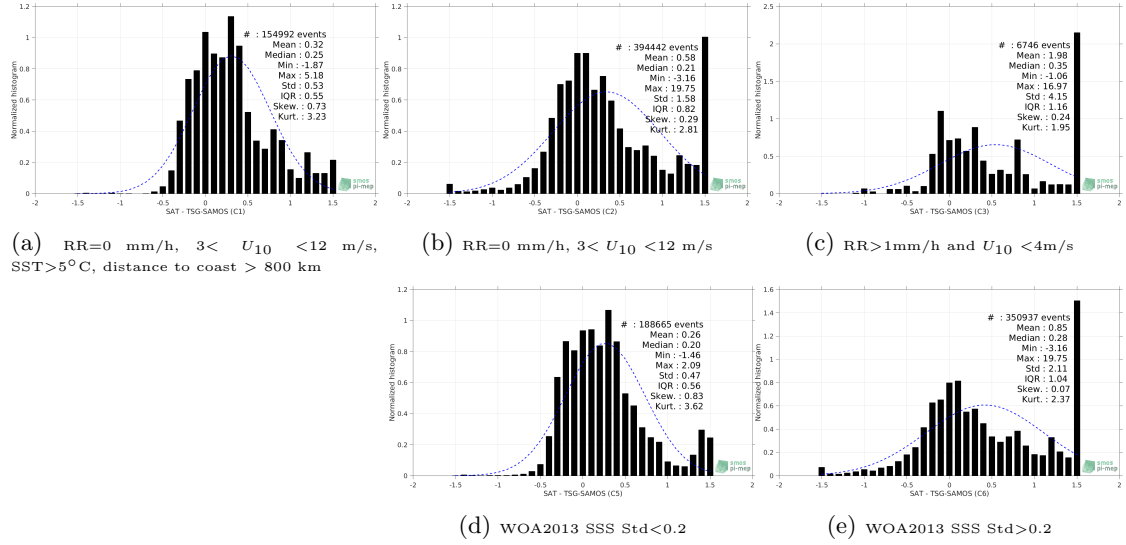 Normalized histogram
1.2
1
0.8
0.6
0.4
0.2
0
-2
-1.5
-1
-0.5
0
0.5
1
1.5
2
# : 154992 events
Mean : 0.32
Median : 0.25
Min : -1.87
Max : 5.18
Std : 0.53
IQR : 0.55
Skew. : 0.73
Kurt. : 3.23
smos
pi-mep
SAT - TSG-SAMOS (C1)
(a) RR=0 mm/h, 3< U10 <12 m/s,
SST>5°C, distance to coast > 800 km
Normalized histogram
1.2
1
0.8
0.6
0.4
0.2
0
-2
-1.5
-1
-0.5
0
0.5
1
1.5
2
# : 394442 events
Mean : 0.58
Median : 0.21
Min : -3.16
Max : 19.75
Std : 1.58
IQR : 0.82
Skew. : 0.29
Kurt. : 2.81
smos
pi-mep
SAT - TSG-SAMOS (C2)
(b) RR=0 mm/h, 3< U10 <12 m/s
Normalized histogram
2.5
2
1.5
1
0.5
0
-2
-1.5
-1
-0.5
0
0.5
1
1.5
2
# : 6746 events
Mean : 1.98
Median : 0.35
Min : -1.06
Max : 16.97
Std : 4.15
IQR : 1.16
Skew. : 0.24
Kurt. : 1.95
smos
pi-mep
SAT - TSG-SAMOS (C3)
(c) RR>1mm/h and U10 <4m/s
Normalized histogram
1.2
1
0.8
0.6
0.4
0.2
0
-2
-1.5
-1
-0.5
0
0.5
1
1.5
2
# : 188665 events
Mean : 0.26
Median : 0.20
Min : -1.46
Max : 2.09
Std : 0.47
IQR : 0.56
Skew. : 0.83
Kurt. : 3.62
smos
pi-mep
SAT - TSG-SAMOS (C5)
(d) WOA2013 SSS Std<0.2
Normalized histogram
1.6
1.4
1.2
1
0.8
0.6
0.4
0.2
0
-2
-1.5
-1
-0.5
0
0.5
1
1.5
2
# : 350937 events
Mean : 0.85
Median : 0.28
Min : -3.16
Max : 19.75
Std : 2.11
IQR : 1.04
Skew. : 0.07
Kurt. : 2.37
smos
pi-mep
SAT - TSG-SAMOS (C6)
(e) WOA2013 SSS Std>0.2